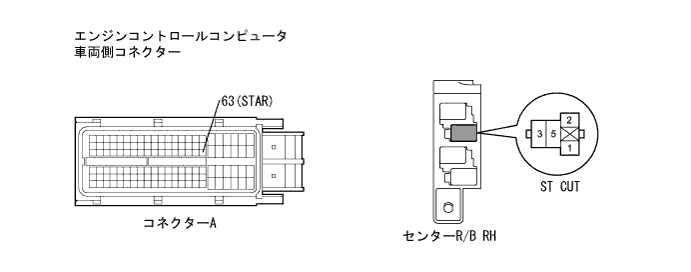 エンジンコントロールコンピュータ
車両側コネクター
63(STAR)
コネクターA
2
3 5
1
ST CUT
センターR/B RH